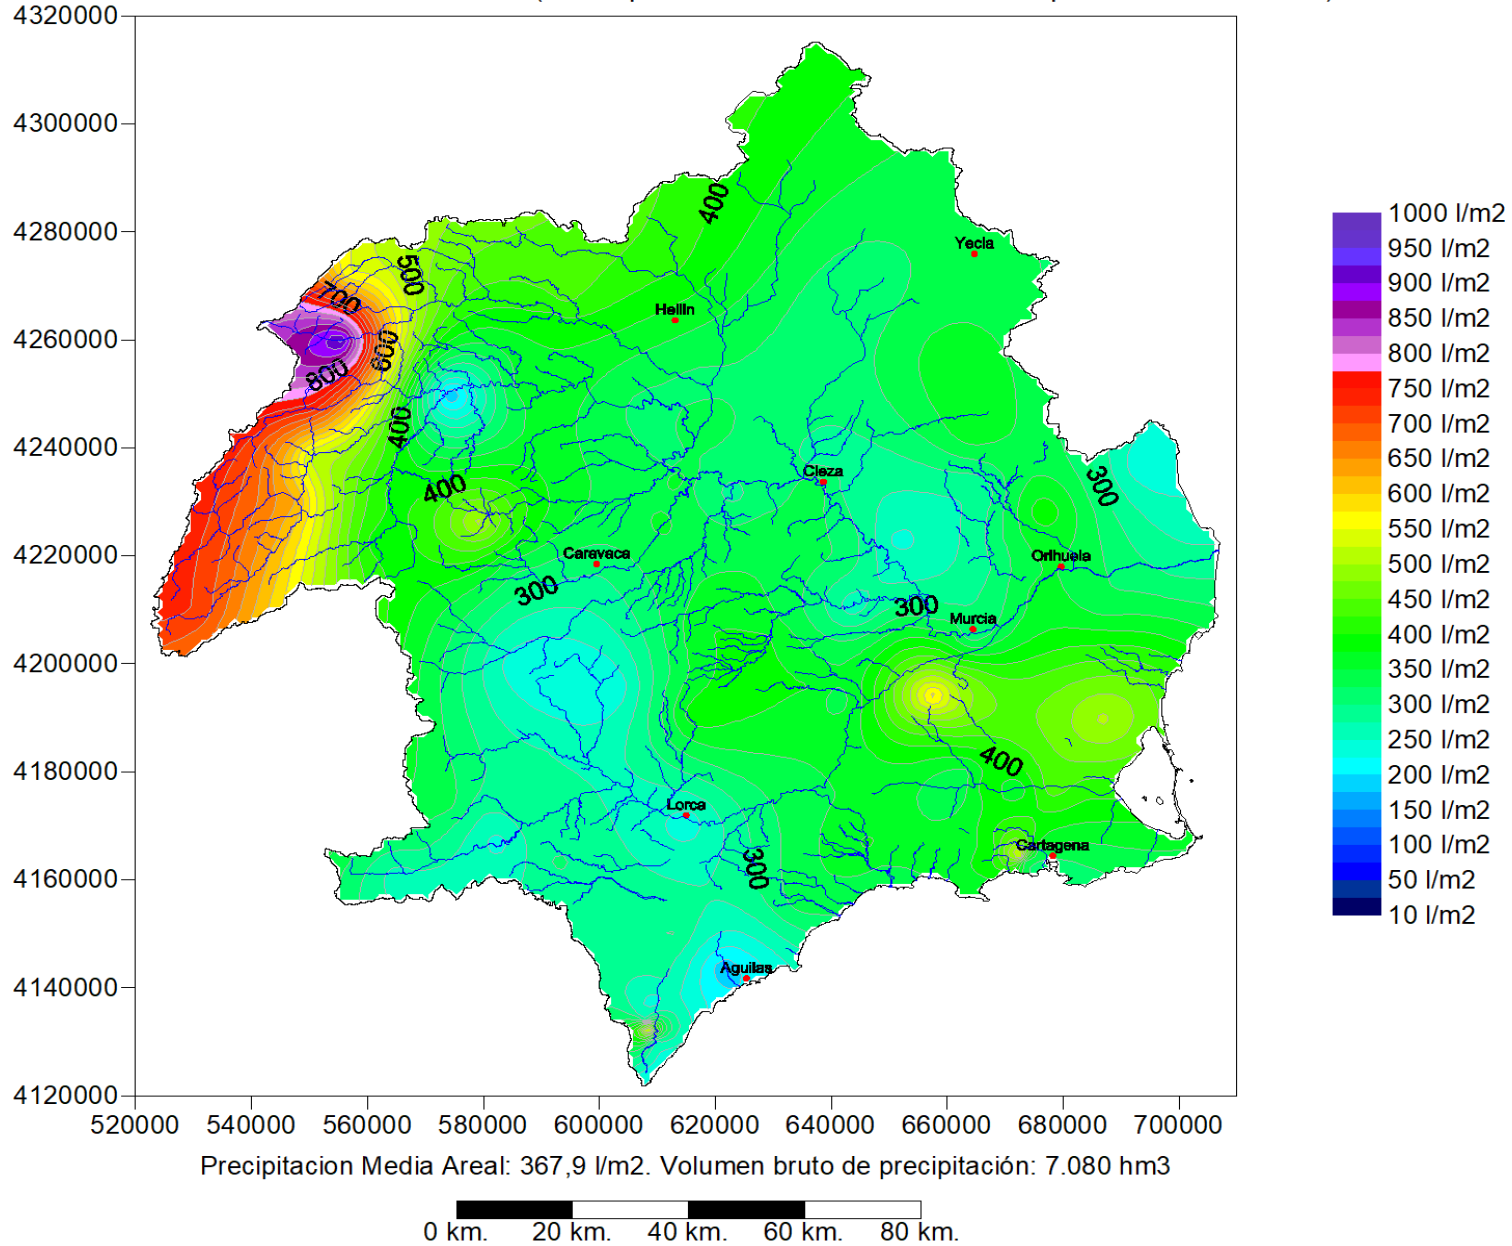 4320000
4300000
4280000
4260000
4240000
4220000
4200000
4180000
4160000
4140000
4120000
520000 540000 560000 580000 600000 620000 640000 660000 680000 700000
400
Yecla
500
700
Hellin
600
800
400
400
Cieza
300
Caravaca
Orihuela
300
300
Murcia
400
Lorca
300
Cartagena
Aguilas
1000 l/m2
950 l/m2
900 l/m2
850 l/m2
800 l/m2
750 l/m2
700 l/m2
650 l/m2
600 l/m2
550 l/m2
500 l/m2
450 l/m2
400 l/m2
350 l/m2
300 l/m2
250 l/m2
200 l/m2
150 l/m2
100 l/m2
50 l/m2
10 l/m2
Precipitacion Media Areal: 367,9 l/m2. Volumen bruto de precipitación: 7.080 hm3
0 km. 20 km. 40 km. 60 km. 80 km.